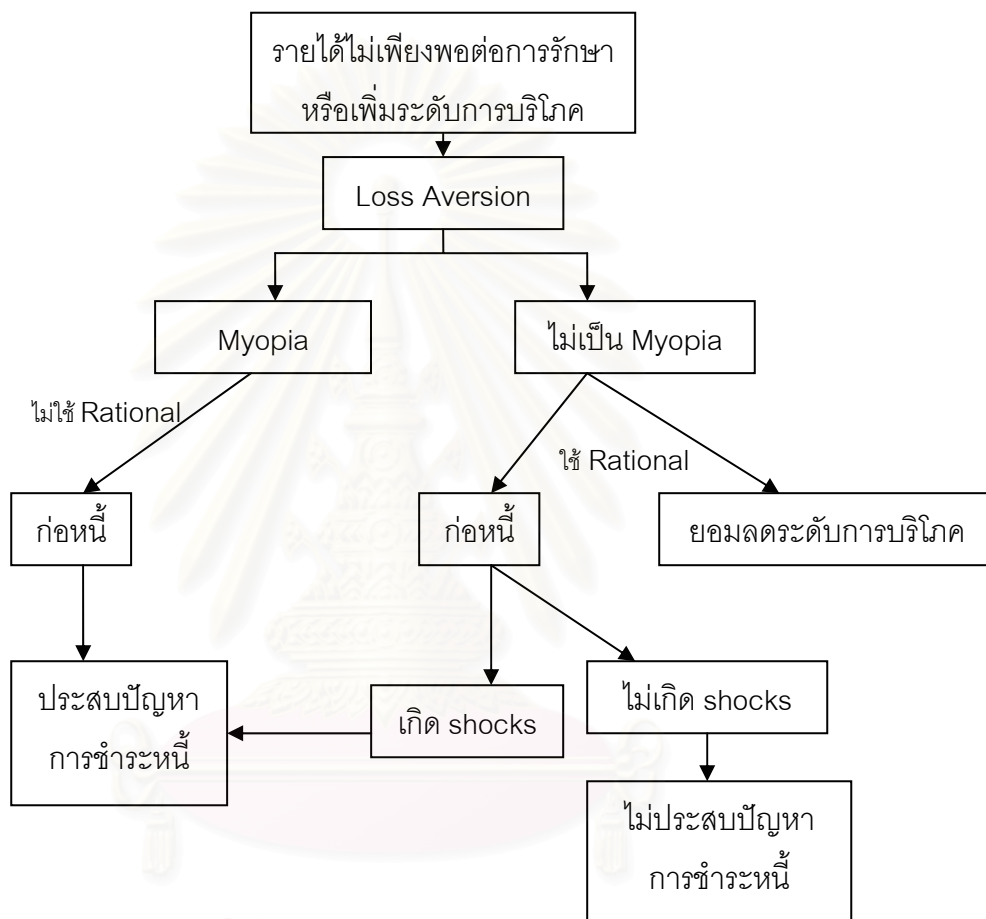 รายได้ไม่เพียงพอต่อการรักษา
หรือเพิ่มระดับการบริโภค
Loss Aversion
Myopia
ไม่เป็น Myopia
ไม่ใช้ Rational
ใช้ Rational
ก่อหนี้
ก่อหนี้
ยอมลดระดับการบริโภค
ประสบปัญหา
การชำระหนี้
เกิด shocks
ไม่เกิด shocks
ไม่ประสบปัญหา
การชำระหนี้